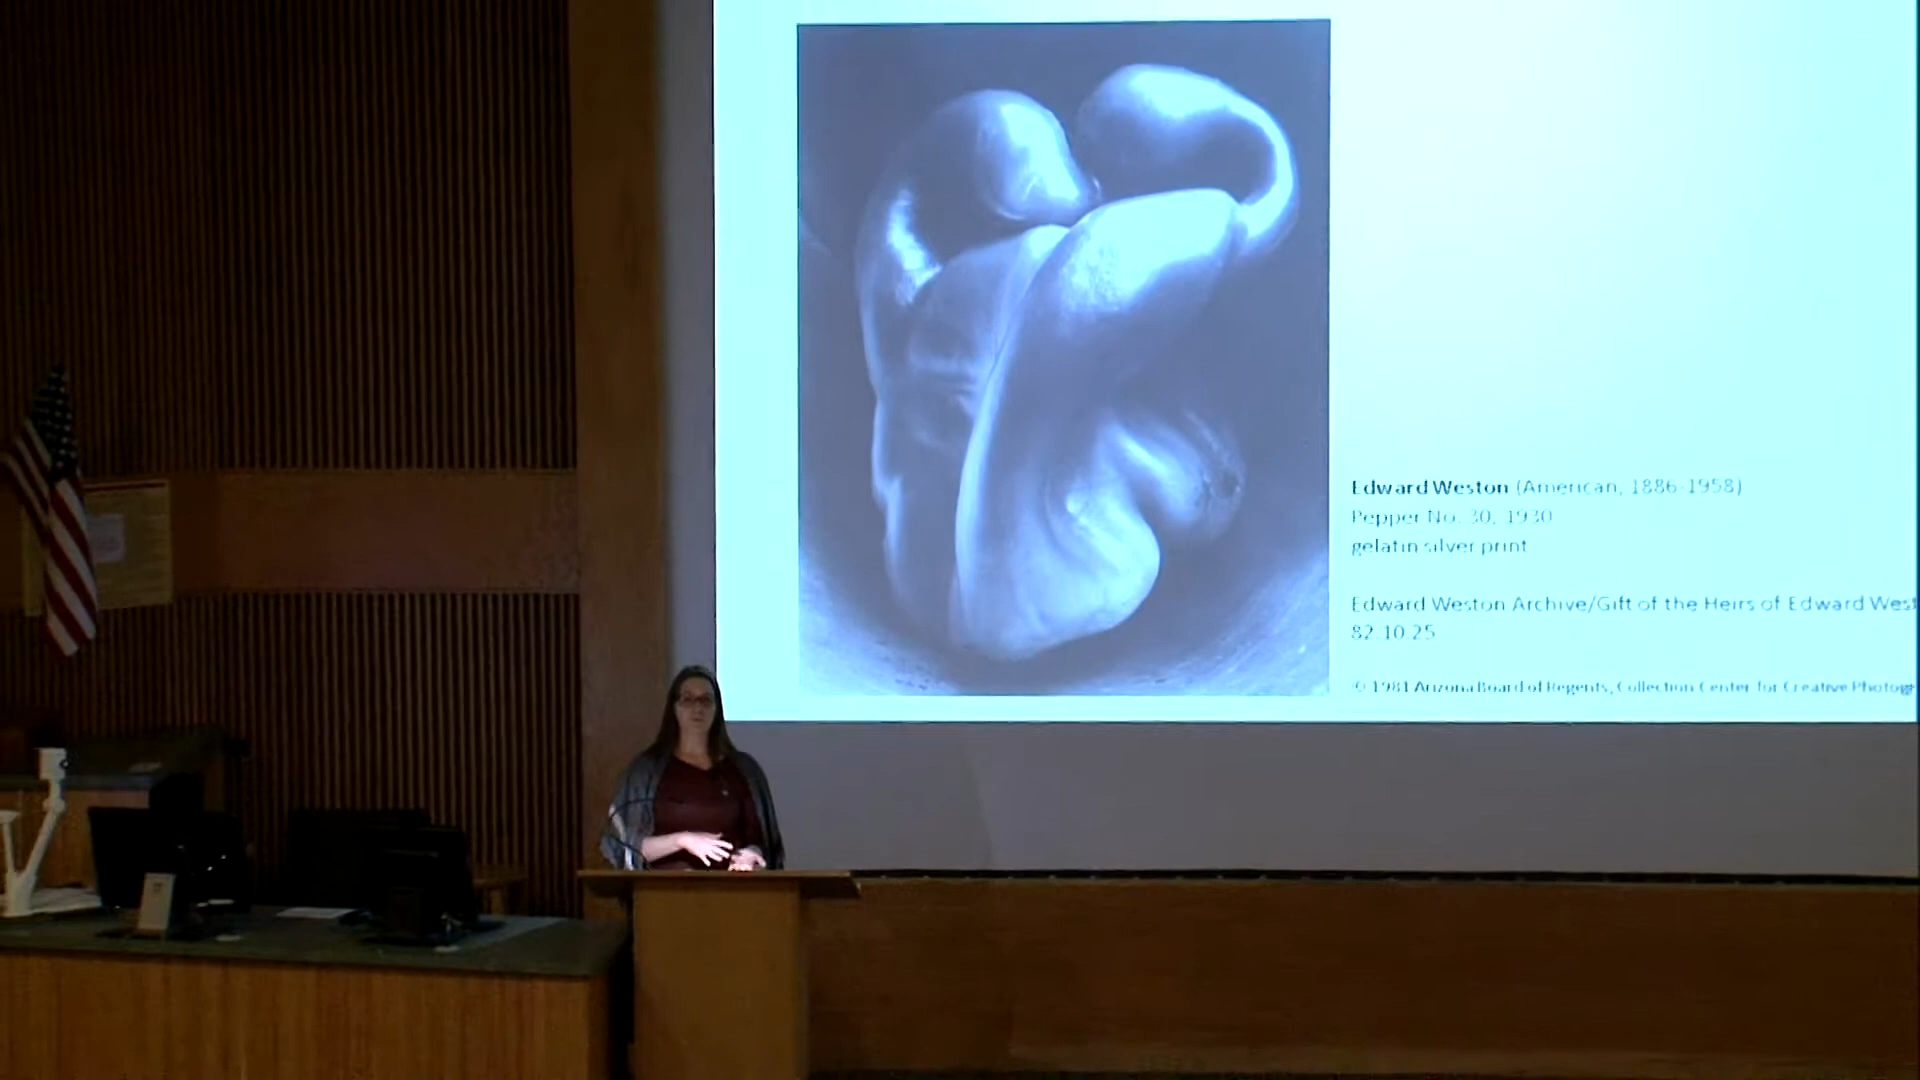 Edward Weston (American, 1886-1958)
Pepper No. 30, 1930
gelatin silver print
Edward Weston Archive/Gift of the Heirs of Edward West
82.10.25
© 1981 Arizona Board of Regents, Collection Center for Creative Photog